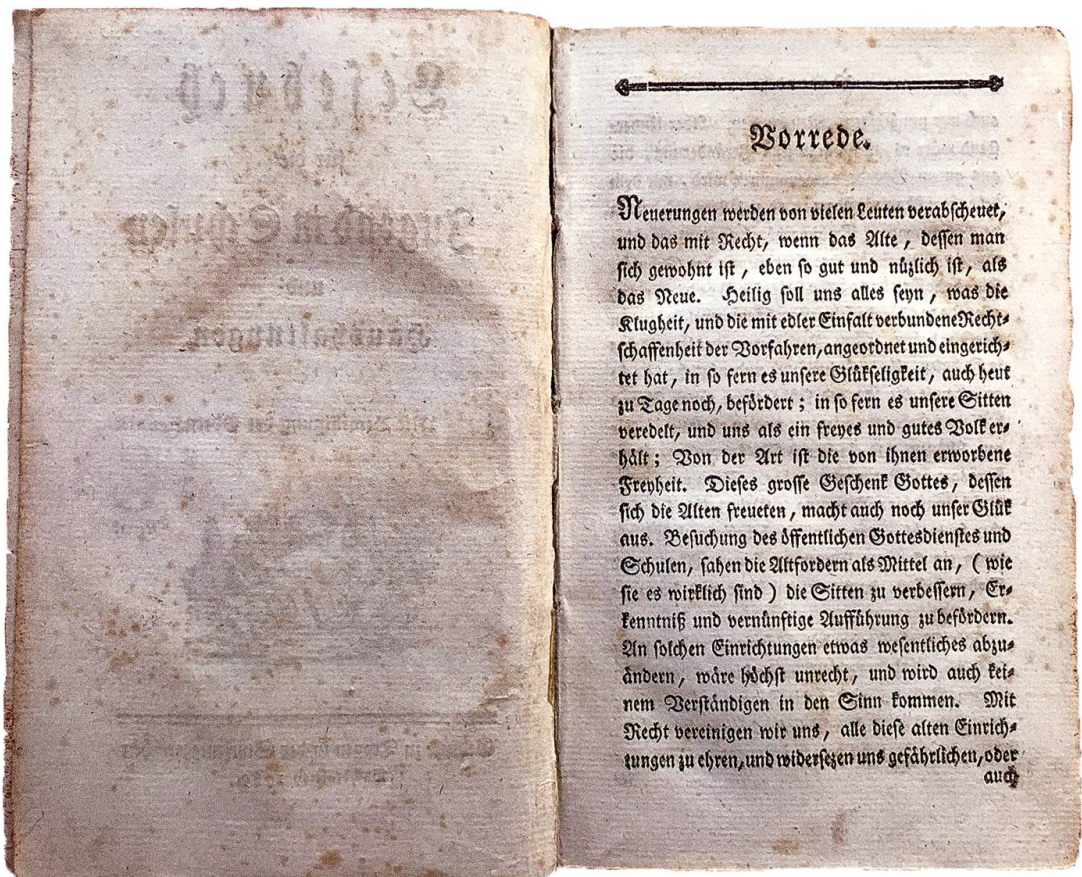 Vorrede.
Neuerungen werden von vielen Leuten verabscheuet,
und das mit Recht, wenn das Alte, dessen man
sich gewohnt ist, eben so gut und nüzlich ist, als
das Neue. Heilig soll uns alles seyn, was die
Klugheit, und die mit edler Einfalt verbundene Recht-
schaffenheit der Vorfahren, angeordnet und eingerich-
tet hat, in so fern es unsere Glükseligkeit, auch heut
zu Tage noch, befördert; in so fern es unsere Sitten
veredelt, und uns als ein freyes und gutes Volk er-
hält; Von der Art ist die von ihnen erworbene
Freyheit. Dieses grosse Geschenk Gottes, dessen
sich die Alten freueten, macht auch noch unser Glük
aus. Besuchung des öffentlichen Gottesdienstes und
Schulen, sahen die Altfordern als Mittel an, (wie
sie es wirklich sind) die Sitten zu verbessern, Er-
kenntniß und vernünftige Aufführung zu befördern.
An solchen Einrichtungen etwas wesentliches abzu-
ändern, wäre höchst unrecht, und wird auch kei-
nem Verständigen in den Sinn kommen. Mit
Recht vereinigen wir uns, alle diese alten Einrich-
tungen zu ehren, und widersezen uns gefährlichen, oder
auch